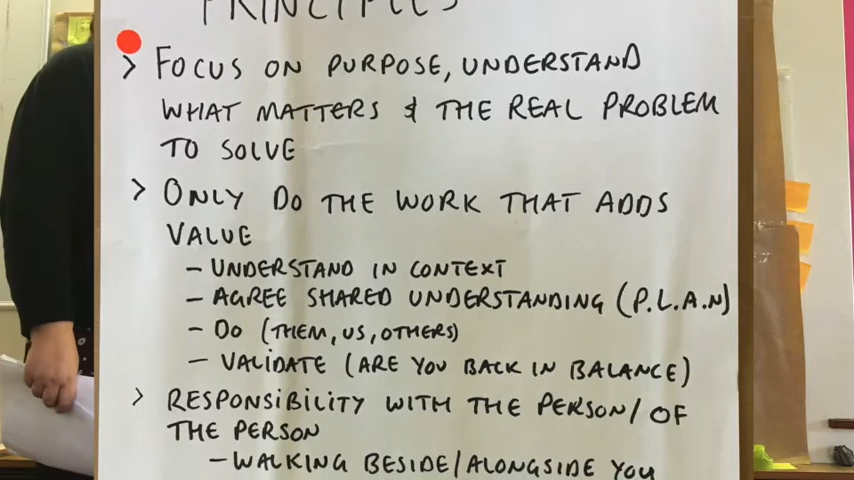 PRINCIPLES
> FOCUS ON PURPOSE, UNDERSTAND
WHAT MATTERS & THE REAL PROBLEM
TO SOLVE
> ONLY DO THE WORK THAT ADDS
VALUE
- UNDERSTAND IN CONTEXT
- AGREE SHARED UNDERSTANDING (P.L.A.N)
- DO (THEM, US, OTHERS)
- VALIDATE (ARE YOU BACK IN BALANCE)
> RESPONSIBILITY WITH THE PERSON/OF
THE PERSON
- WALKING BESIDE/ALONGSIDE YOU